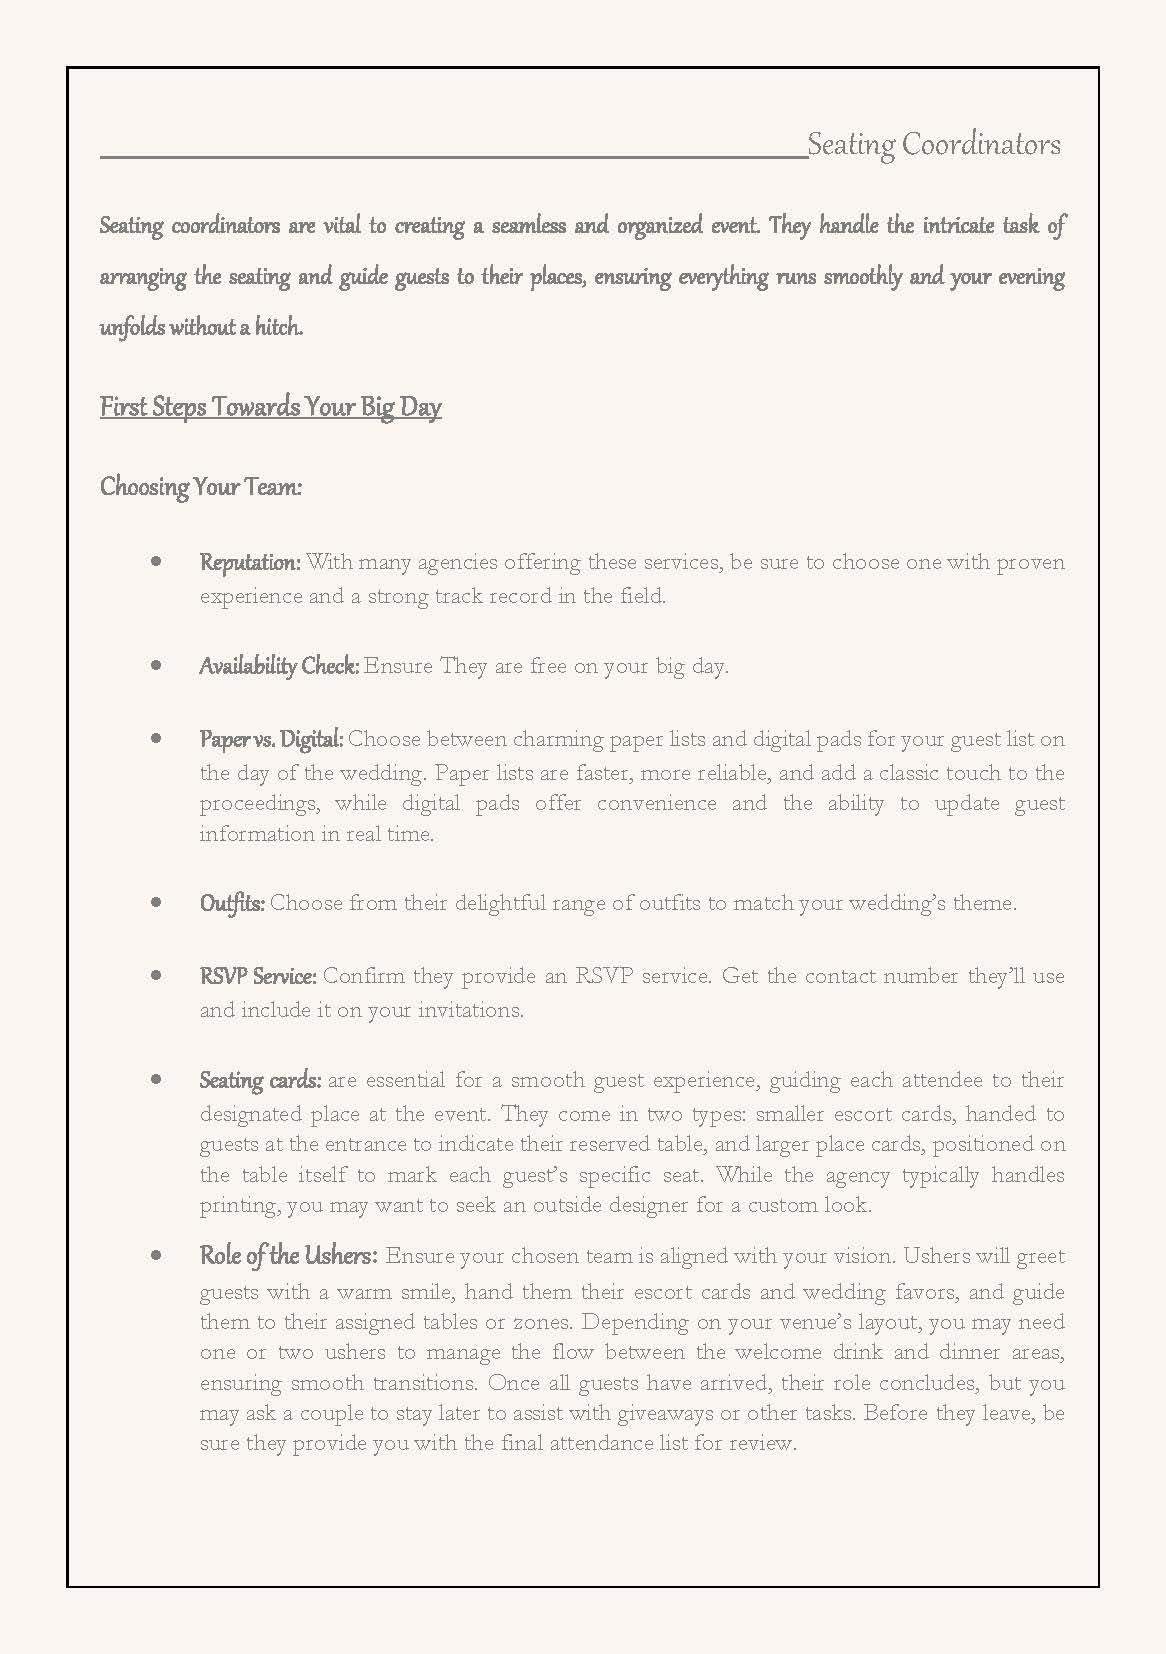 Seating Coordinators
Seating coordinators are vital to creating a seamless and organized event. They handle the intricate task of
arranging the seating and guide guests to their places, ensuring everything runs smoothly and your evening
unfolds without a hitch.
First Steps Towards Your Big Day
Choosing Your Team:
• Reputation: With many agencies offering these services, be sure to choose one with proven
experience and a strong track record in the field.
• Availability Check: Ensure They are free on your big day.
• Paper vs. Digital: Choose between charming paper lists and digital pads for your guest list on
the day of the wedding. Paper lists are faster, more reliable, and add a classic touch to the
proceedings, while digital pads offer convenience and the ability to update guest
information in real time.
• Outfits: Choose from their delightful range of outfits to match your wedding’s theme.
• RSVP Service: Confirm they provide an RSVP service. Get the contact number they’ll use
and include it on your invitations.
• Seating cards: are essential for a smooth guest experience, guiding each attendee to their
designated place at the event. They come in two types: smaller escort cards, handed to
guests at the entrance to indicate their reserved table, and larger place cards, positioned on
the table itself to mark each guest’s specific seat. While the agency typically handles
printing, you may want to seek an outside designer for a custom look.
• Role of the Ushers: Ensure your chosen team is aligned with your vision. Ushers will greet
guests with a warm smile, hand them their escort cards and wedding favors, and guide
them to their assigned tables or zones. Depending on your venue’s layout, you may need
one or two ushers to manage the flow between the welcome drink and dinner areas,
ensuring smooth transitions. Once all guests have arrived, their role concludes, but you
may ask a couple to stay later to assist with giveaways or other tasks. Before they leave, be
sure they provide you with the final attendance list for review.